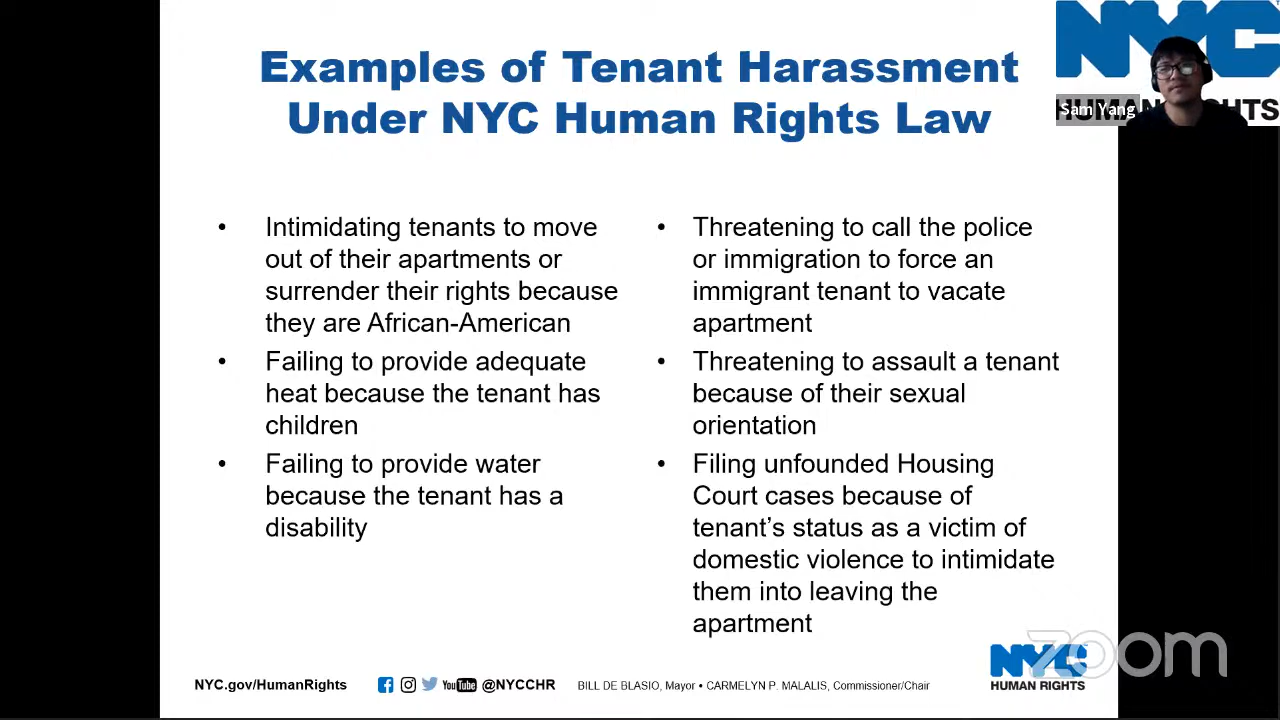 Examples of Tenant Harassment
Under NYC Human Rights Law
NYC
HUMAN RIGHTS
Sam Yang
• Intimidating tenants to move
out of their apartments or
surrender their rights because
they are African-American
• Failing to provide adequate
heat because the tenant has
children
• Failing to provide water
because the tenant has a
disability
• Threatening to call the police
or immigration to force an
immigrant tenant to vacate
apartment
• Threatening to assault a tenant
because of their sexual
orientation
• Filing unfounded Housing
Court cases because of
tenant’s status as a victim of
domestic violence to intimidate
them into leaving the
apartment
NYC.gov/HumanRights
You Tube
@NYCCHR
BILL DE BLASIO, Mayor • CARMELYN P. MALALIS, Commissioner/Chair
NYC
HUMAN RIGHTS
zoom